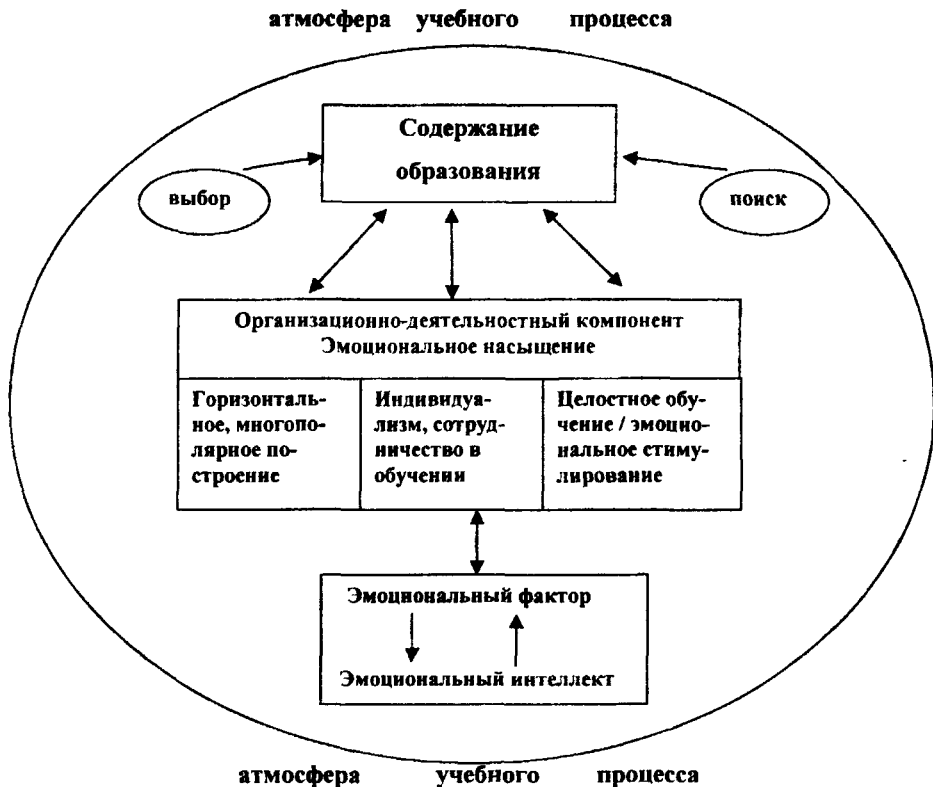 атмосфера учебного процесса
Содержание
образования
выбор
поиск
Организационно-деятельностный компонент
Эмоциональное насыщение
Горизонталь-
ное, многопо-
лярное по-
строение
Индивидуа-
лизм, сотруд-
ничество в
обучении
Целостное обу-
чение / эмоцио-
нальное стиму-
лирование
Эмоциональный фактор
Эмоциональный интеллект
атмосфера учебного процесса